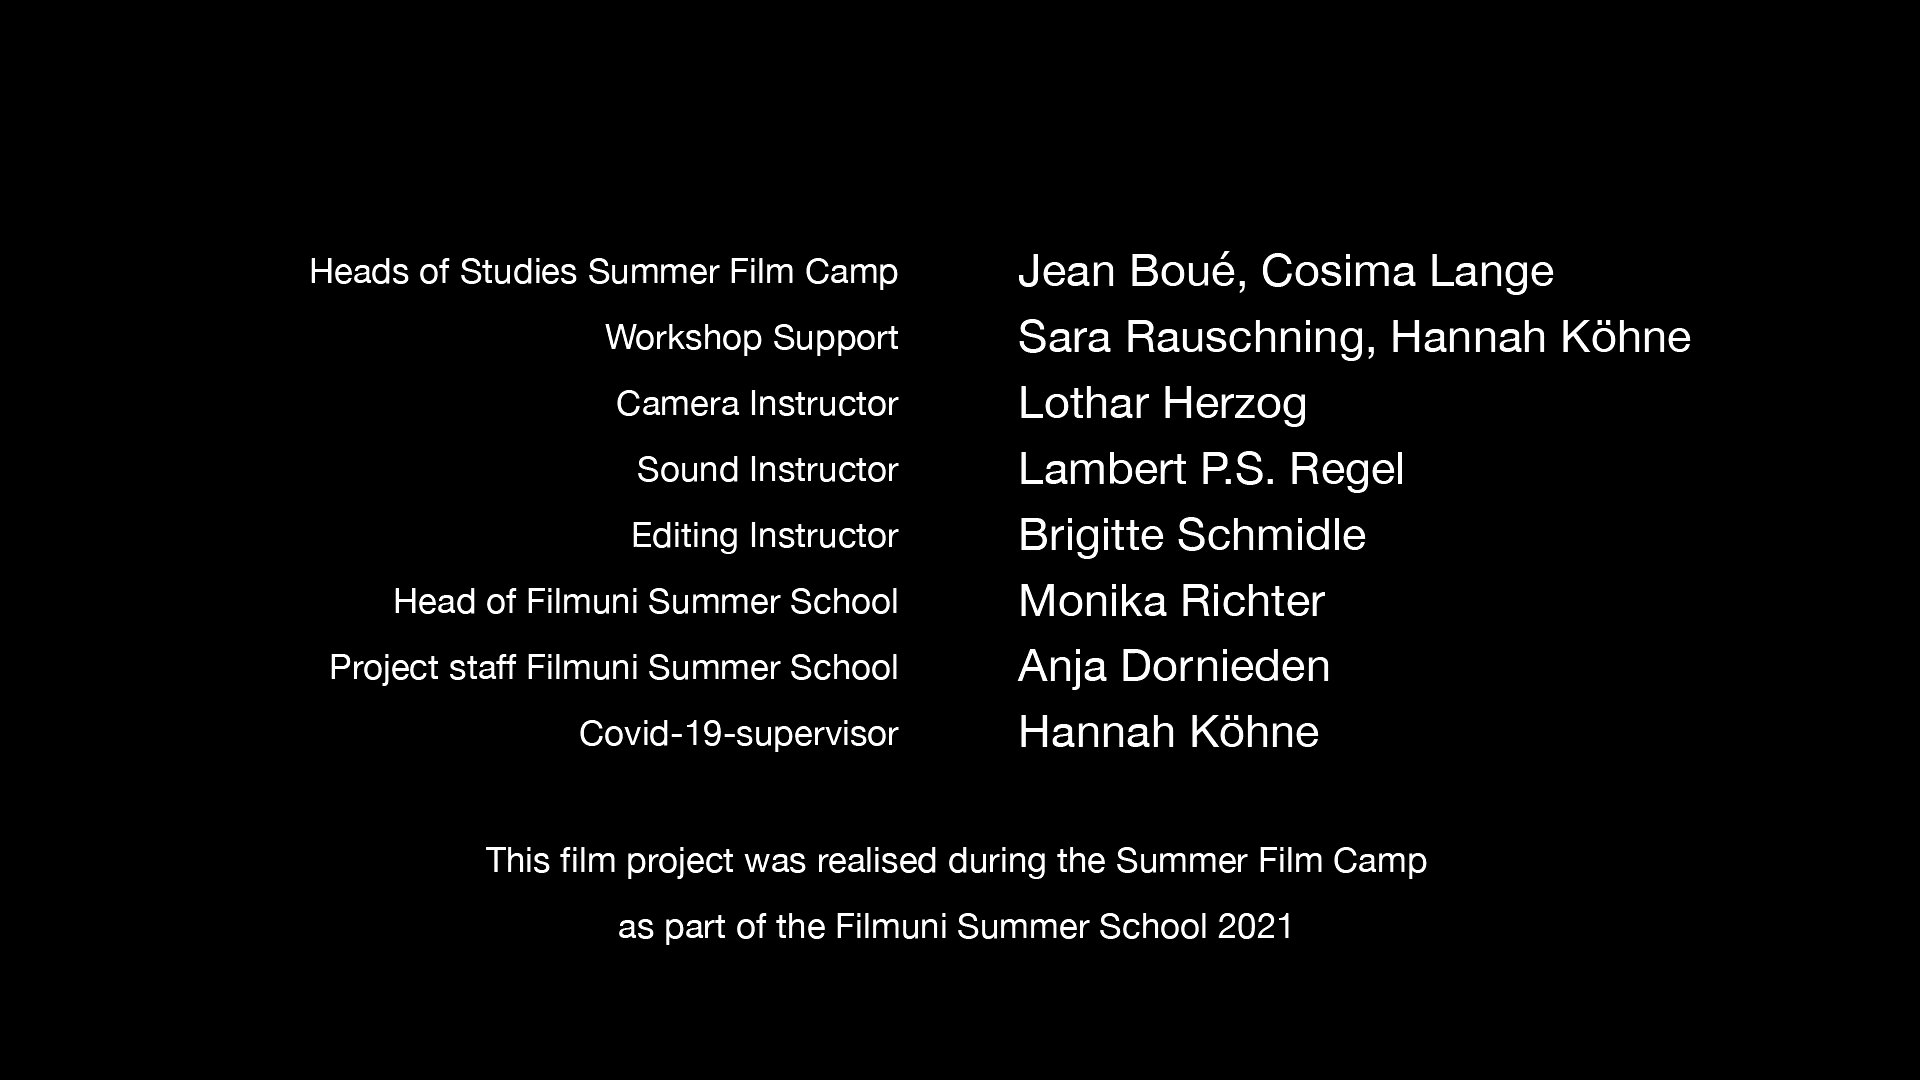 Heads of Studies Summer Film Camp Jean Boué, Cosima Lange
Workshop Support Sara Rauschning, Hannah Köhne
Camera Instructor Lothar Herzog
Sound Instructor Lambert P.S. Regel
Editing Instructor Brigitte Schmidle
Head of Filmuni Summer School Monika Richter
Project staff Filmuni Summer School Anja Dornieden
Covid-19-supervisor Hannah Köhne
This film project was realised during the Summer Film Camp
as part of the Filmuni Summer School 2021